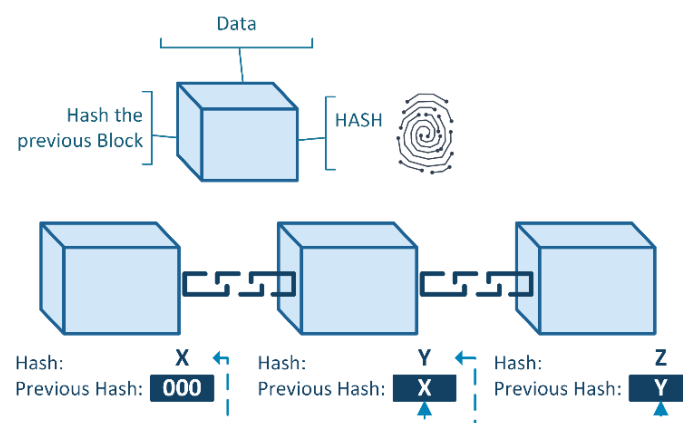 Data
Hash the
previous Block
HASH
Hash: X
Previous Hash: 000
Hash: Y
Previous Hash: X
Hash: Z
Previous Hash: Y